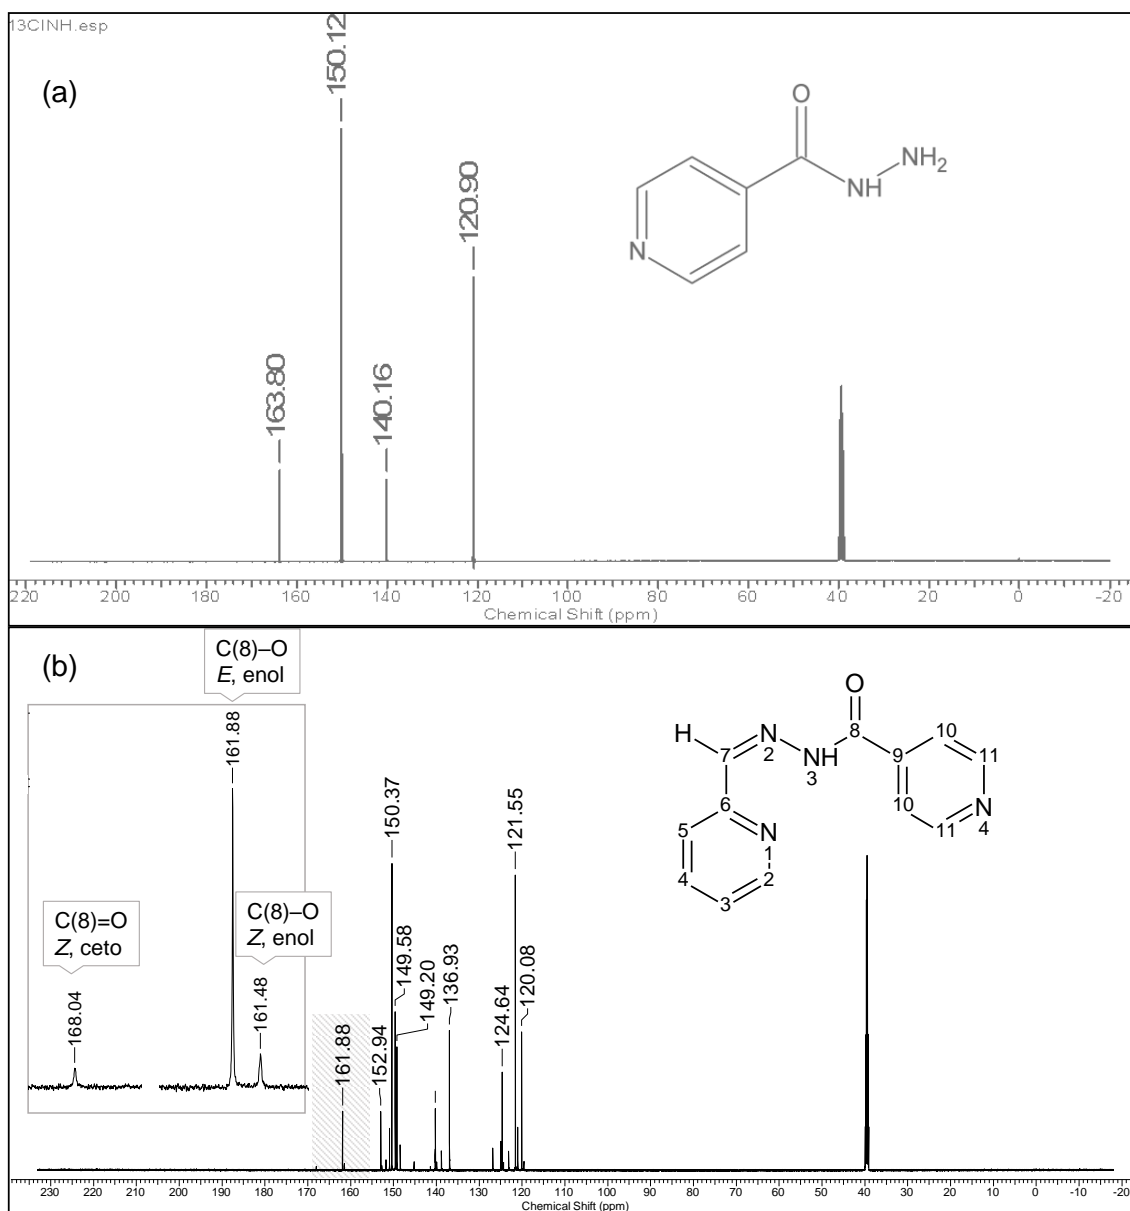 13CINH.esp
(a)
163.80
150.12
140.16
120.90
O
NH
NH2
N
220 200 180 160 140 120 100 80 60 40 20 0 -20
Chemical Shift (ppm)
(b)
C(8)–O
E, enol
161.88
C(8)=O
Z, ceto
168.04
C(8)–O
Z, enol
161.48
161.88
152.94
150.37
149.58
149.20
136.93
124.64
121.55
120.08
O
H
7
N
2
NH
3
8
9
10
11
N
4
10
11
6
5
N
1
4
3
2
230 220 210 200 190 180 170 160 150 140 130 120 110 100 90 80 70 60 50 40 30 20 10 0 -10 -20
Chemical Shift (ppm)